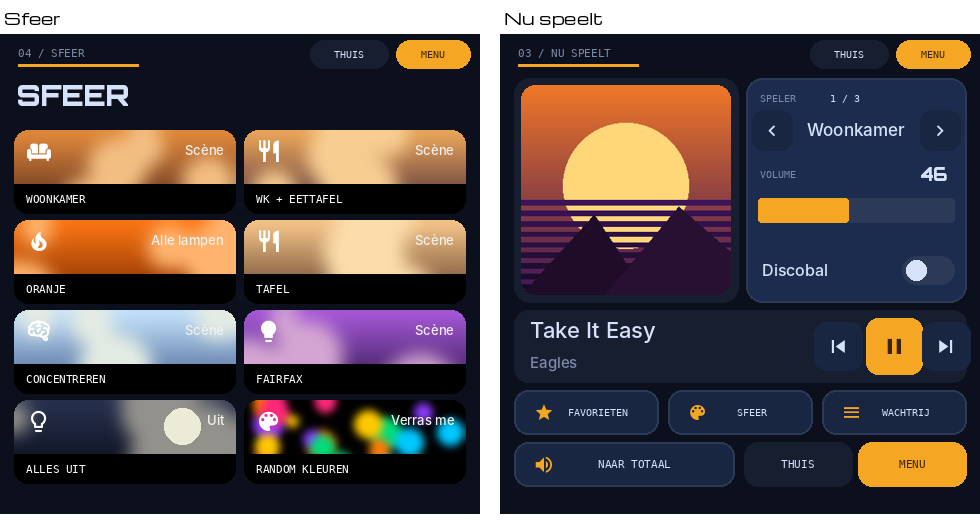 Sfeer
04 / SFEER
THUIS
MENU
SFEER
Scène
WOONKAMER
Scène
WK + EETTAFEL
Alle lampen
ORANJE
Scène
TAFEL
Scène
CONCENTREREN
Scène
FAIRFAX
Uit
ALLES UIT
Verras me
RANDOM KLEUREN
Nu speelt
03 / NU SPEELT
THUIS
MENU
SPELER
1 / 3
Woonkamer
VOLUME
46
Discobal
Take It Easy
Eagles
FAVORIETEN
SFEER
WACHTRIJ
NAAR TOTAAL
THUIS
MENU